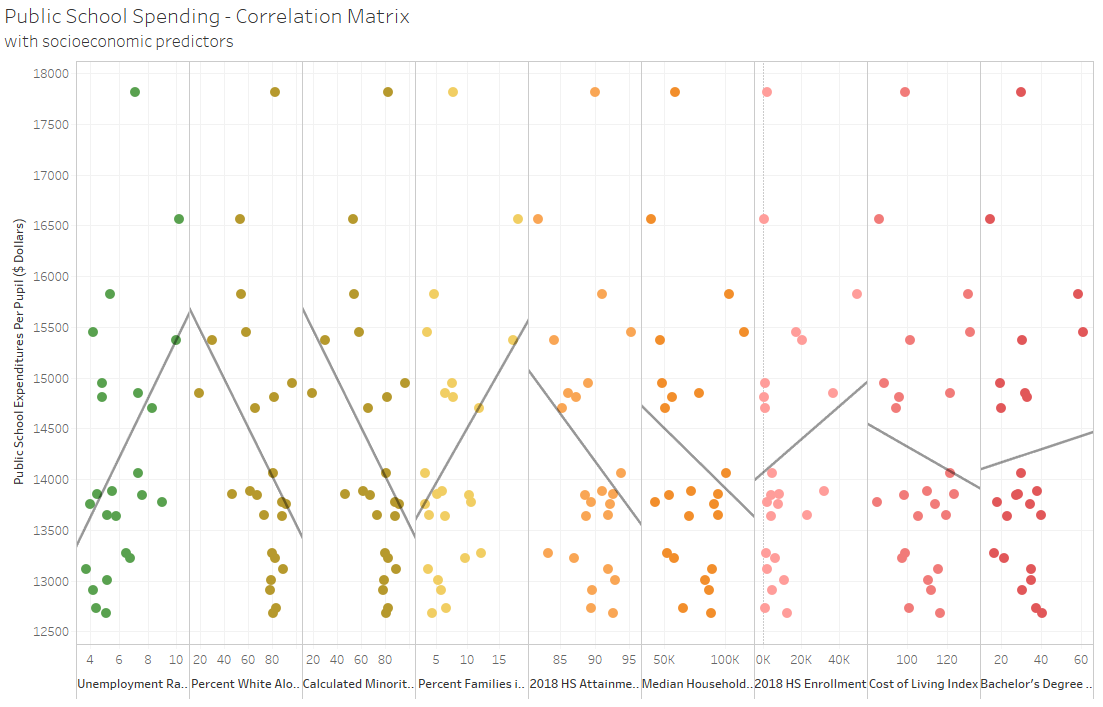 Public School Spending - Correlation Matrix
with socioeconomic predictors
Public School Expenditures Per Pupil ($ Dollars)
18000
17500
17000
16500
16000
15500
15000
14500
14000
13500
13000
12500
4 6 8 10 20 40 60 80 20 40 60 80 5 10 15 85 90 95 50K 100K 0K 20K 40K 100 120 20 40 60
Unemployment Ra.. Percent White Alo.. Calculated Minorit.. Percent Families i.. 2018 HS Attainme.. Median Household.. 2018 HS Enrollment Cost of Living Index Bachelor's Degree ..